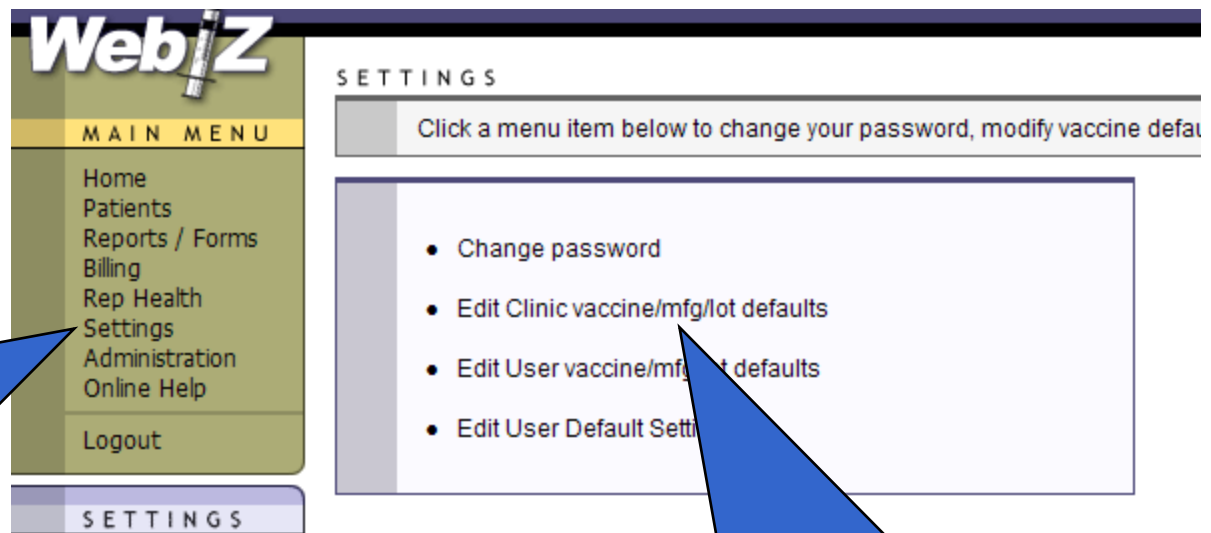 WebIZ
MAIN MENU
Home
Patients
Reports / Forms
Billing
Rep Health
Settings
Administration
Online Help
Logout
SETTINGS
SETTINGS
Click a menu item below to change your password, modify vaccine
• Change password
• Edit Clinic vaccine/mfg/lot defaults
• Edit User vaccine/mfg defaults
• Edit User Default